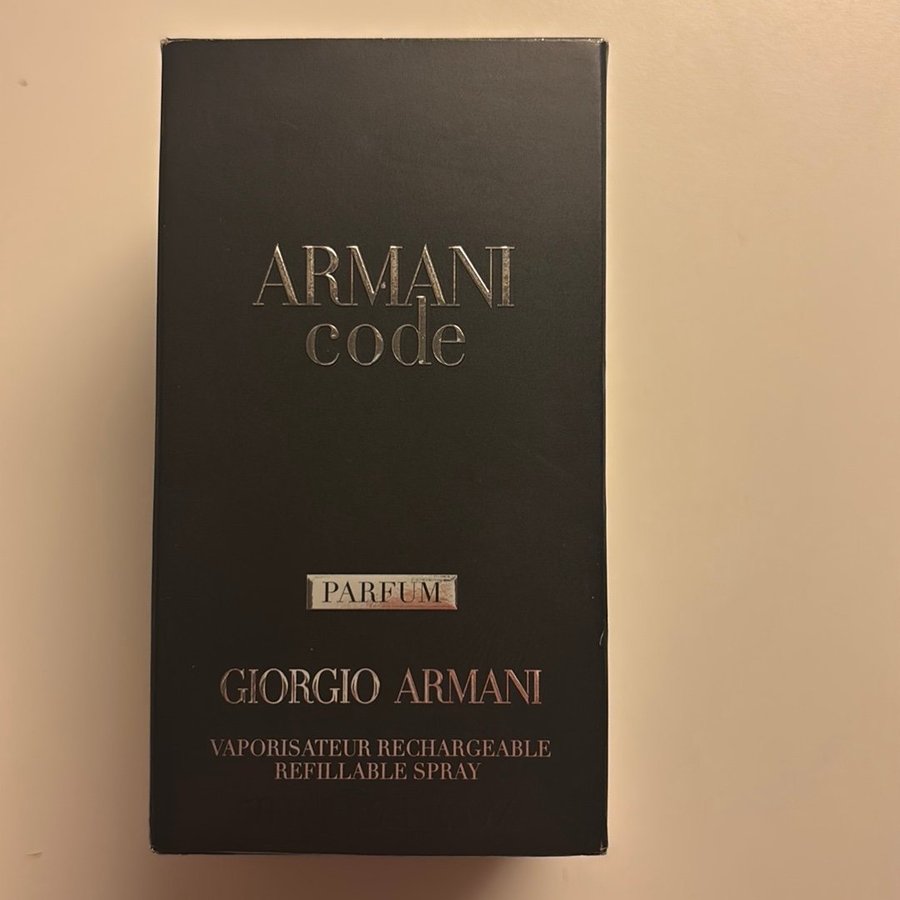 ARMANI
code
PARFUM
GIORGIO ARMANI
VAPORISATEUR RECHARGEABLE
REFILLABLE SPRAY